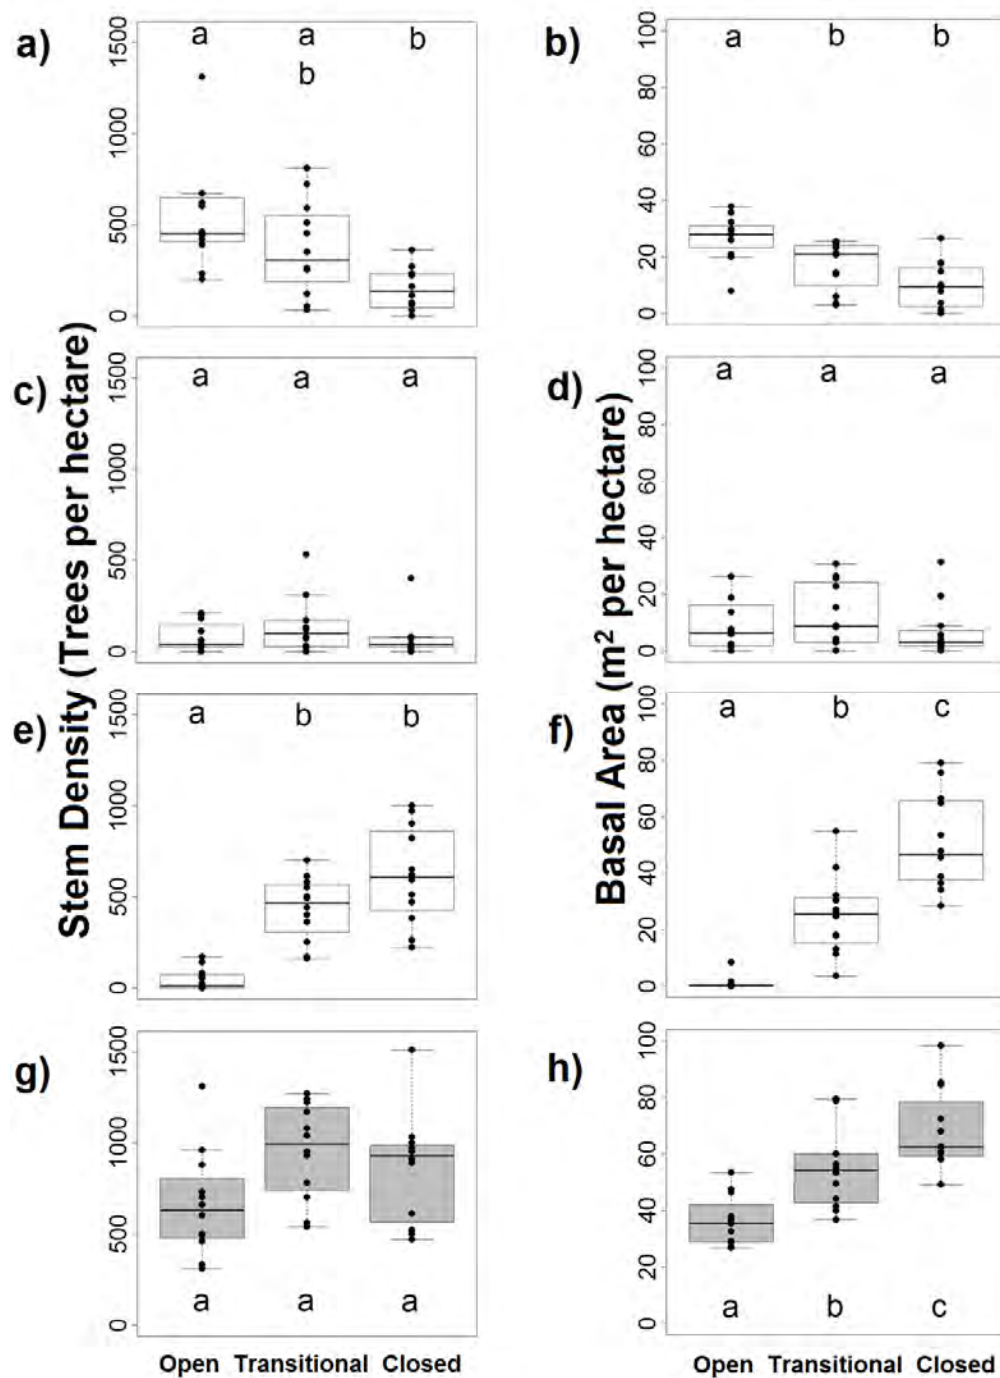 a)
1500
1000
500
0
a a b
b
b)
100
80
60
40
20
0
a b b
c)
1500
1000
500
0
a a a
d)
100
80
60
40
20
0
a a a
e)
1500
1000
500
0
a b b
f)
100
80
60
40
20
0
a b c
g)
1500
1000
500
0
a a a
h)
100
80
60
40
20
0
a b c
Stem Density (Trees per hectare)
Basal Area (m² per hectare)
Open Transitional Closed
Open Transitional Closed